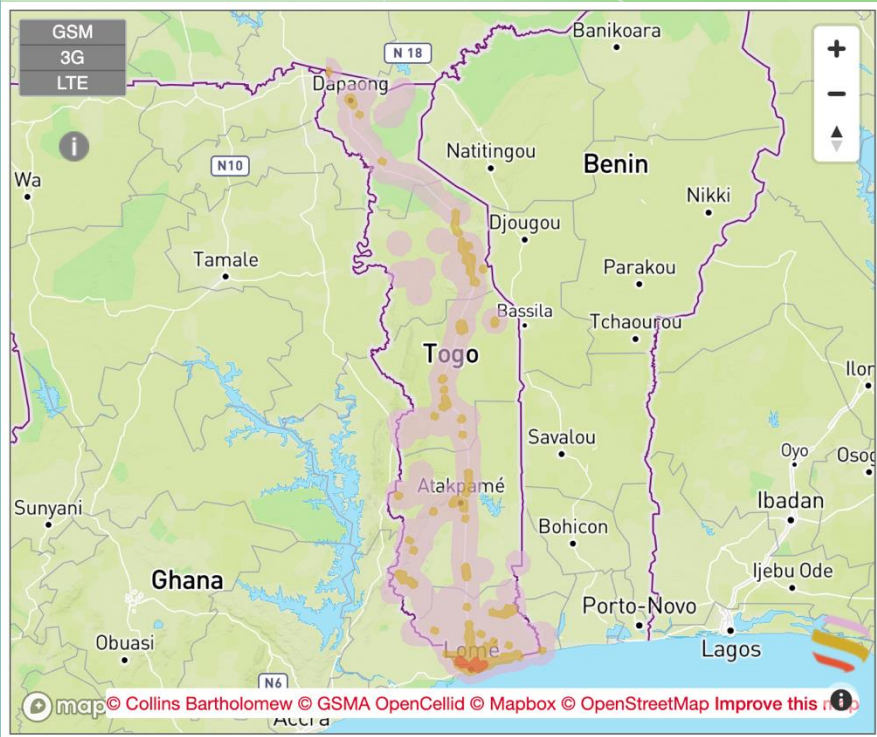 GSM
3G
LTE
N 18
Banikoara
Dapaong
Natitingou
Benin
N10
Wa
Nikki
Djougou
Tamale
Parakou
Bassila
Tchaourou
Togo
Ilor
Savalou
Oyo
Osog
Atakpamé
Ibadan
Sunyani
Bohicon
Ijebu Ode
Ghana
Porto-Novo
Obuasi
Lomé
Lagos
N6
map
© Collins Bartholomew © GSMA OpenCellid © Mapbox © OpenStreetMap Improve this map
Accra